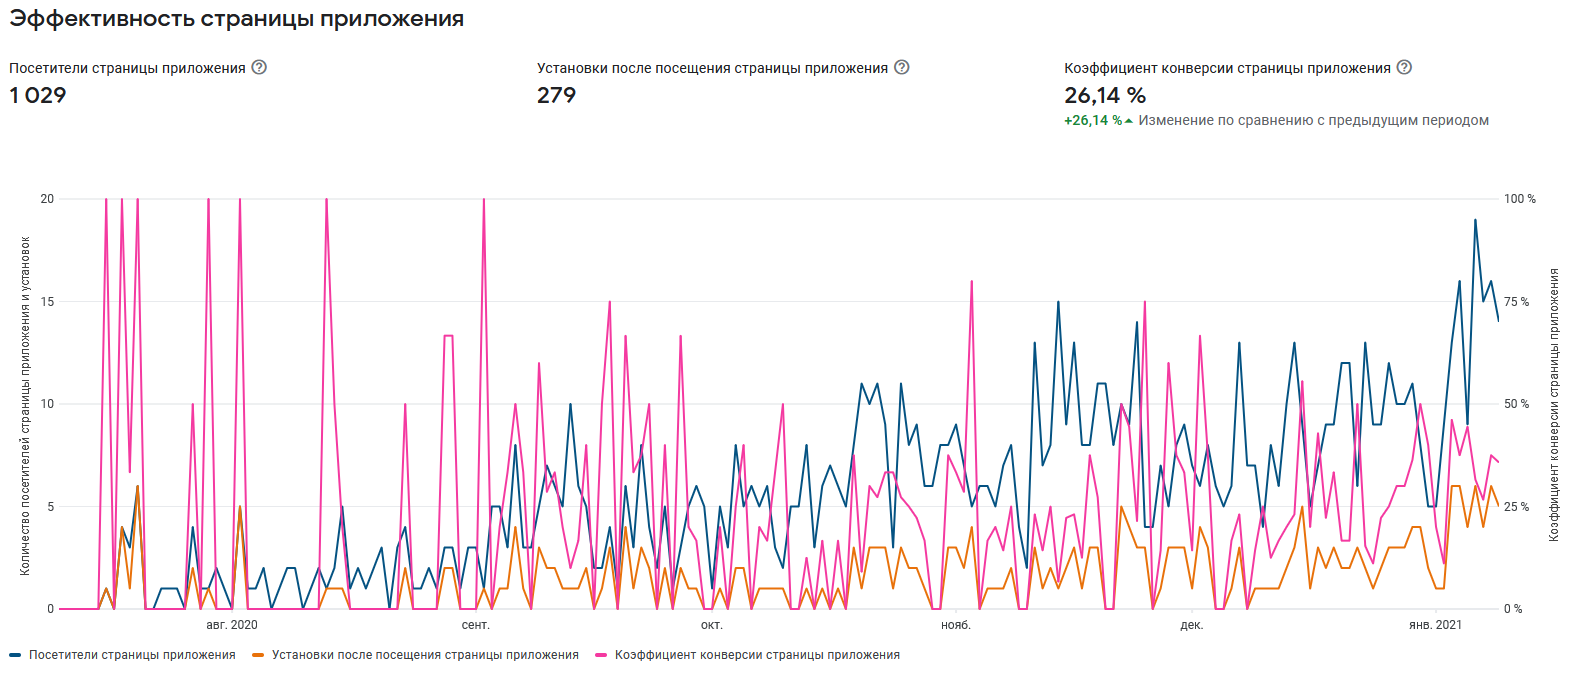 Эффективность страницы приложения
Посетители страницы приложения
1 029
Установки после посещения страницы приложения
279
Коэффициент конверсии страницы приложения
26,14 %
+26,14 % Изменение по сравнению с предыдущим периодом
Количество посетителей страницы приложения и установок
20
15
10
5
0
100 %
75 %
50 %
25 %
0 %
Коэффициент конверсии страницы приложения
авг. 2020
сент.
окт.
нояб.
дек.
янв. 2021
Посетители страницы приложения
Установки после посещения страницы приложения
Коэффициент конверсии страницы приложения